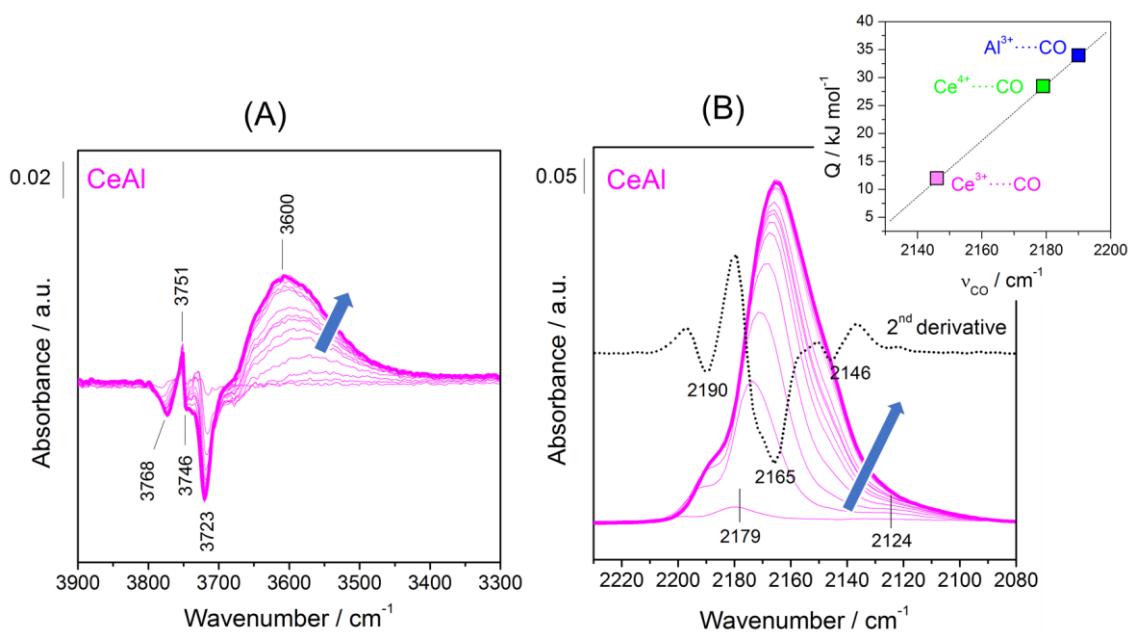 (A)
0.02
CeAl
3600
3751
3768
3746
3723
Absorbance / a.u.
3900 3800 3700 3600 3500 3400 3300
Wavenumber / cm⁻¹
(B)
0.05
CeAl
2nd derivative
2190
2165
2146
2179
2124
Absorbance / a.u.
2220 2200 2180 2160 2140 2120 2100 2080
Wavenumber / cm⁻¹
Al³⁺····CO
Ce⁴⁺····CO
Ce³⁺····CO
Q / kJ mol⁻¹
40
35
30
25
20
15
10
5
2140 2160 2180 2200
νCO / cm⁻¹